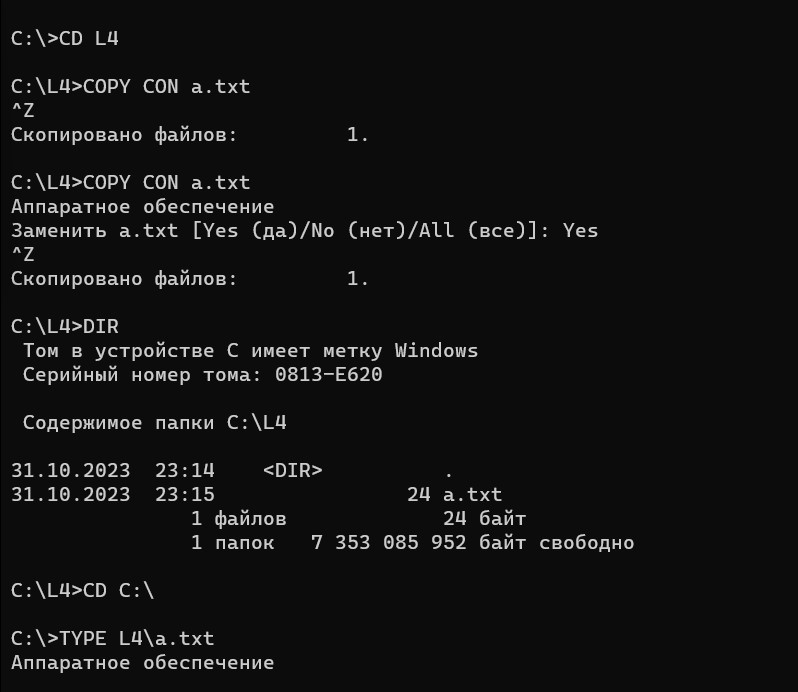 C:\>CD L4
C:\L4>COPY CON a.txt
^Z
Скопировано файлов:         1.
C:\L4>COPY CON a.txt
Аппаратное обеспечение
Заменить a.txt [Yes (да)/No (нет)/All (все)]: Yes
^Z
Скопировано файлов:         1.
C:\L4>DIR
 Том в устройстве C имеет метку Windows
 Серийный номер тома: 0813-E620
 Содержимое папки C:\L4
31.10.2023  23:14    <DIR>          .
31.10.2023  23:15                24 a.txt
               1 файлов             24 байт
               1 папок   7 353 085 952 байт свободно
C:\L4>CD C:\
C:\>TYPE L4\a.txt
Аппаратное обеспечение